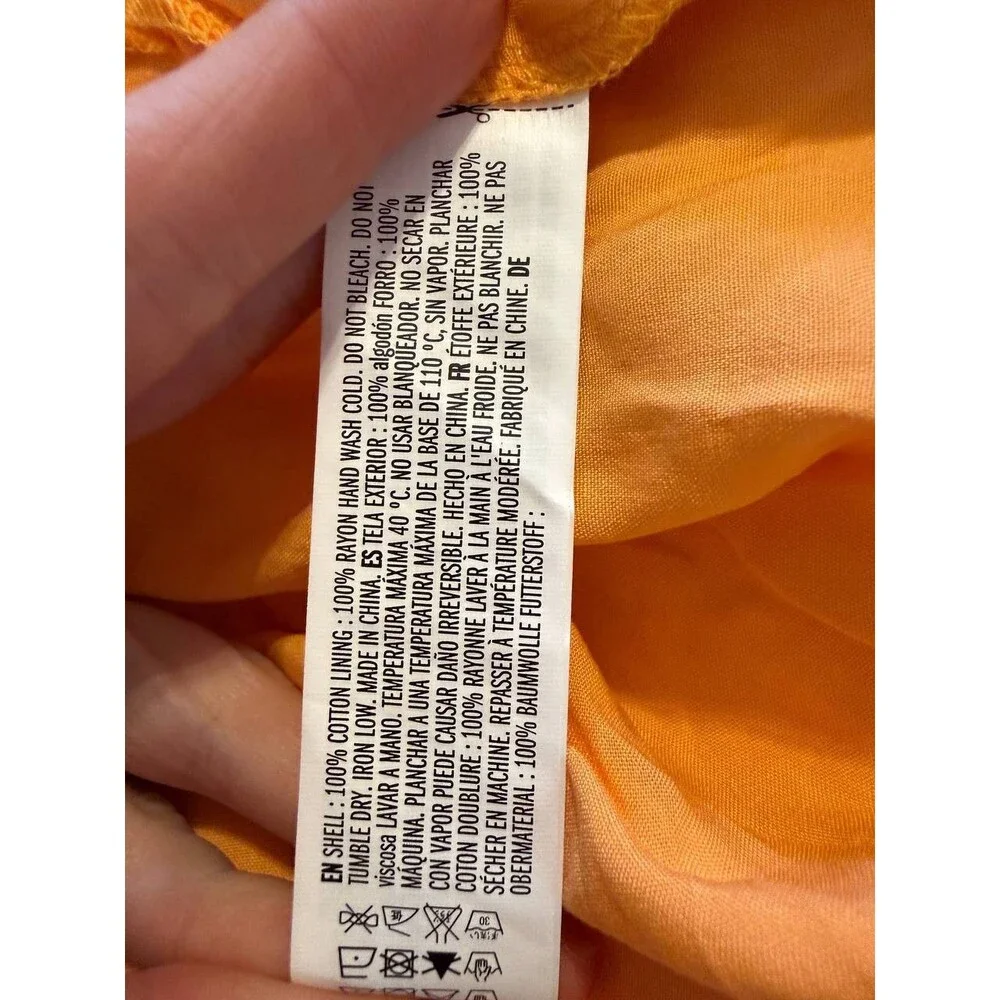 EN SHELL : 100% COTTON LINING : 100% RAYON HAND WASH COLD. DO NOT BLEACH. DO NOT
TUMBLE DRY. IRON LOW. MADE IN CHINA. ES TELA EXTERIOR : 100% algodón FORRO : 100%
viscosa LAVAR A MANO. TEMPERATURA MÁXIMA 40 ºC. NO USAR BLANQUEADOR. NO SECAR EN
MÁQUINA. PLANCHAR A UNA TEMPERATURA MÁXIMA DE LA BASE DE 110 ºC, SIN VAPOR. PLANCHAR
CON VAPOR PUEDE CAUSAR DAÑO IRREVERSIBLE. HECHO EN CHINA. FR ÉTOFFE EXTÉRIEURE : 100%
COTON DOUBLURE : 100% RAYONNE LAVER À LA MAIN À L'EAU FROIDE. NE PAS BLANCHIR. NE PAS
SÉCHER EN MACHINE. REPASSER À TEMPÉRATURE MODÉRÉE. FABRIQUÉ EN CHINE. DE
OBERMATERIAL : 100% BAUMWOLLE FUTTERSTOFF :
30